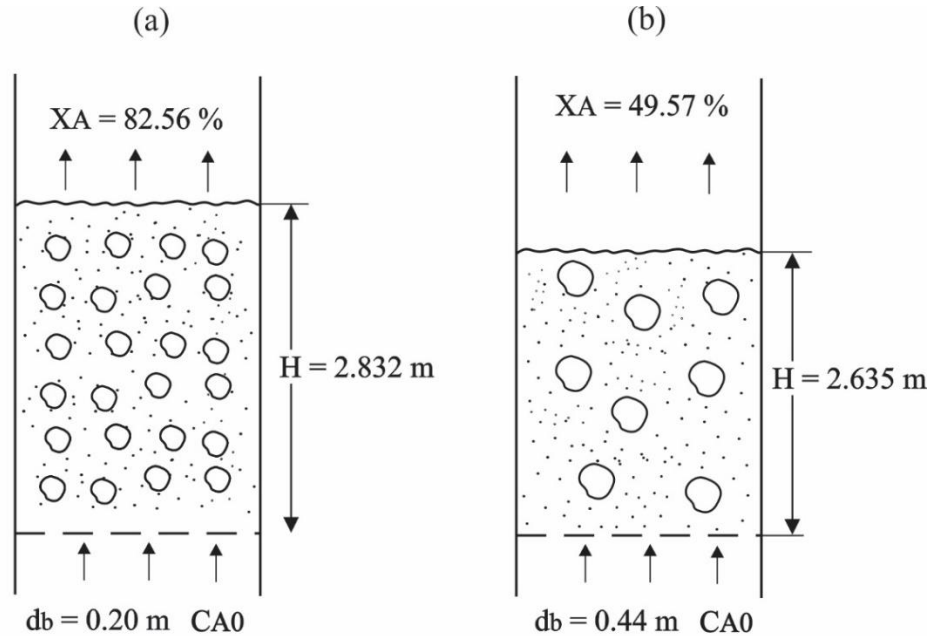 (a)
XA = 82.56 %
H = 2.832 m
db = 0.20 m CA0
(b)
XA = 49.57 %
H = 2.635 m
db = 0.44 m CA0